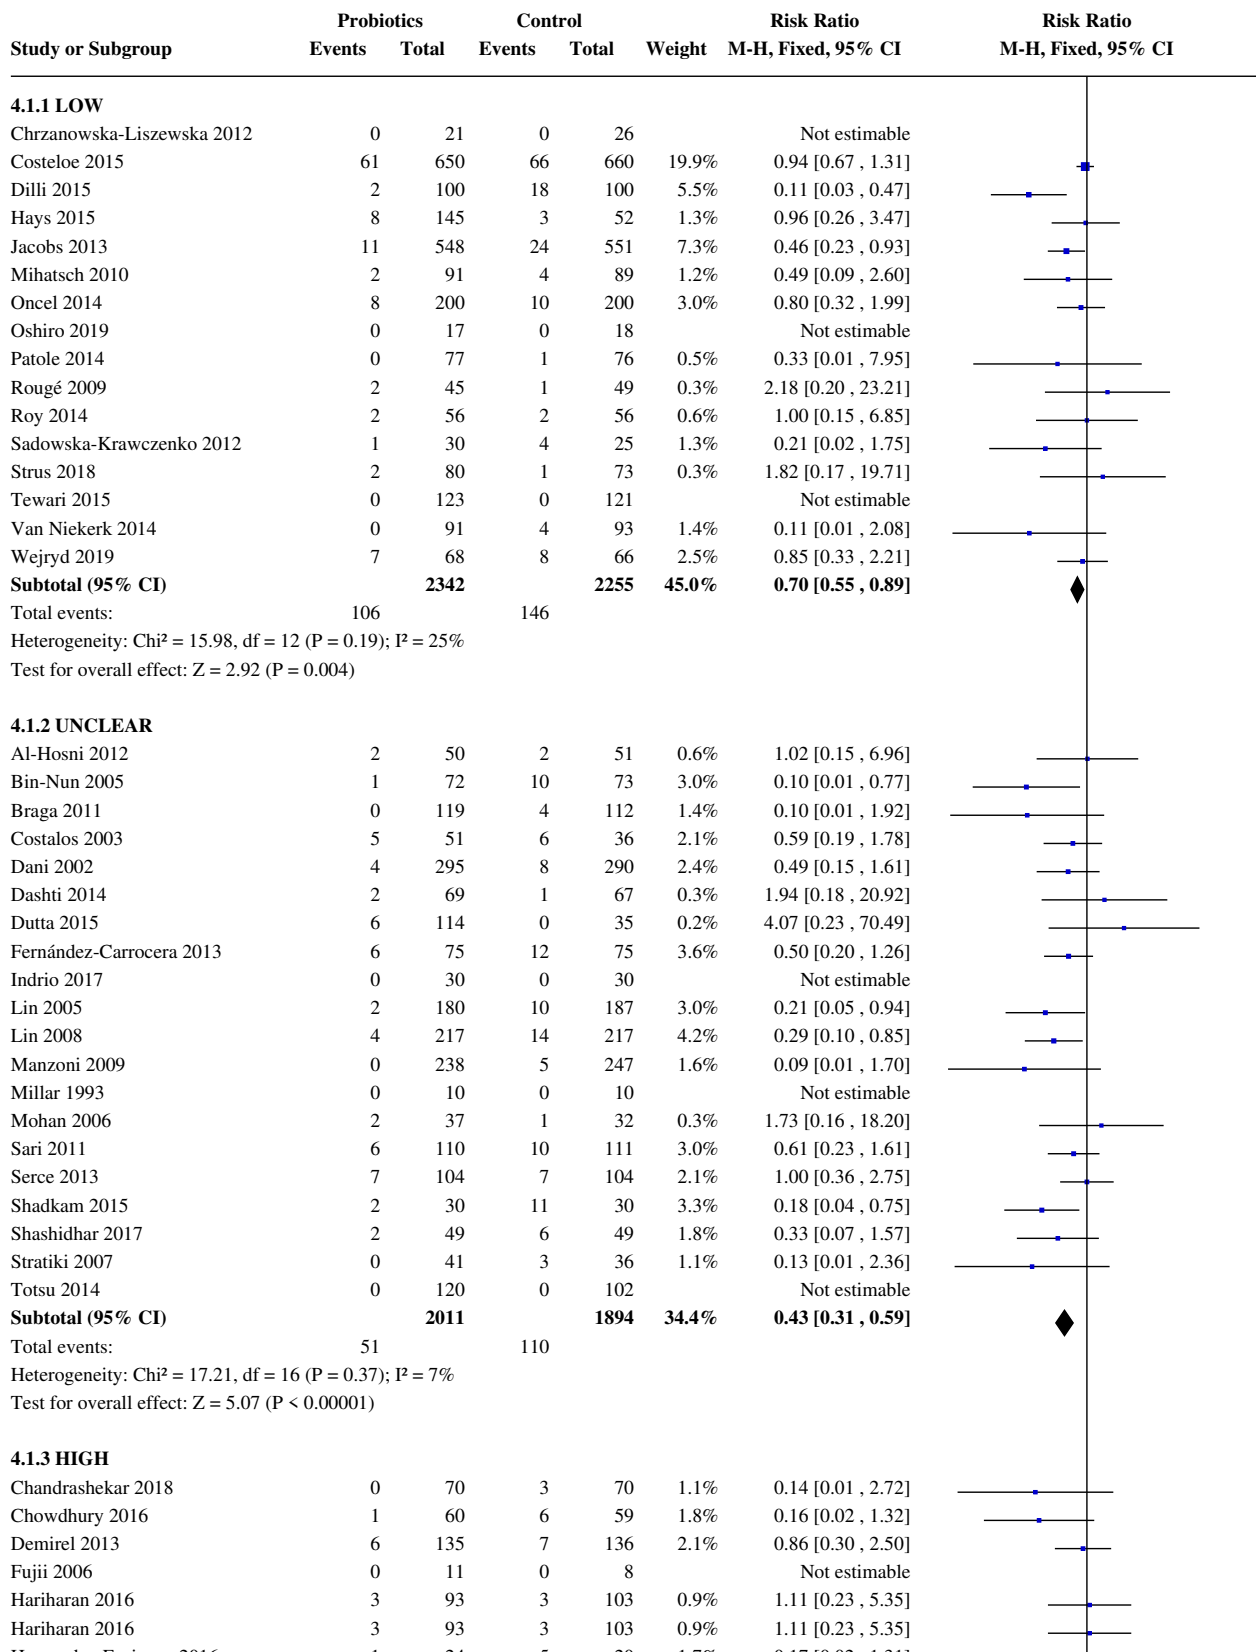 Probiotics Control Risk Ratio Risk Ratio
Study or Subgroup Events Total Events Total Weight M-H, Fixed, 95% CI M-H, Fixed, 95% CI
4.1.1 LOW
Chrzanowska-Liszewska 2012 0 21 0 26 Not estimable
Costeloe 2015 61 650 66 660 19.9% 0.94 [0.67 , 1.31]
Dilli 2015 2 100 18 100 5.5% 0.11 [0.03 , 0.47]
Hays 2015 8 145 3 52 1.3% 0.96 [0.26 , 3.47]
Jacobs 2013 11 548 24 551 7.3% 0.46 [0.23 , 0.93]
Mihatsch 2010 2 91 4 89 1.2% 0.49 [0.09 , 2.60]
Oncel 2014 8 200 10 200 3.0% 0.80 [0.32 , 1.99]
Oshiro 2019 0 17 0 18 Not estimable
Patole 2014 0 77 1 76 0.5% 0.33 [0.01 , 7.95]
Rougé 2009 2 45 1 49 0.3% 2.18 [0.20 , 23.21]
Roy 2014 2 56 2 56 0.6% 1.00 [0.15 , 6.85]
Sadowska-Krawczenko 2012 1 30 4 25 1.3% 0.21 [0.02 , 1.75]
Strus 2018 2 80 1 73 0.3% 1.82 [0.17 , 19.71]
Tewari 2015 0 123 0 121 Not estimable
Van Niekerk 2014 0 91 4 93 1.4% 0.11 [0.01 , 2.08]
Wejryd 2019 7 68 8 66 2.5% 0.85 [0.33 , 2.21]
Subtotal (95% CI) 2342 2255 45.0% 0.70 [0.55 , 0.89]
Total events: 106 146
Heterogeneity: Chi² = 15.98, df = 12 (P = 0.19); I² = 25%
Test for overall effect: Z = 2.92 (P = 0.004)
4.1.2 UNCLEAR
Al-Hosni 2012 2 50 2 51 0.6% 1.02 [0.15 , 6.96]
Bin-Nun 2005 1 72 10 73 3.0% 0.10 [0.01 , 0.77]
Braga 2011 0 119 4 112 1.4% 0.10 [0.01 , 1.92]
Costalos 2003 5 51 6 36 2.1% 0.59 [0.19 , 1.78]
Dani 2002 4 295 8 290 2.4% 0.49 [0.15 , 1.61]
Dashti 2014 2 69 1 67 0.3% 1.94 [0.18 , 20.92]
Dutta 2015 6 114 0 35 0.2% 4.07 [0.23 , 70.49]
Fernández-Carrocera 2013 6 75 12 75 3.6% 0.50 [0.20 , 1.26]
Indrio 2017 0 30 0 30 Not estimable
Lin 2005 2 180 10 187 3.0% 0.21 [0.05 , 0.94]
Lin 2008 4 217 14 217 4.2% 0.29 [0.10 , 0.85]
Manzoni 2009 0 238 5 247 1.6% 0.09 [0.01 , 1.70]
Millar 1993 0 10 0 10 Not estimable
Mohan 2006 2 37 1 32 0.3% 1.73 [0.16 , 18.20]
Sari 2011 6 110 10 111 3.0% 0.61 [0.23 , 1.61]
Serce 2013 7 104 7 104 2.1% 1.00 [0.36 , 2.75]
Shadkam 2015 2 30 11 30 3.3% 0.18 [0.04 , 0.75]
Shashidhar 2017 2 49 6 49 1.8% 0.33 [0.07 , 1.57]
Stratiki 2007 0 41 3 36 1.1% 0.13 [0.01 , 2.36]
Totsu 2014 0 120 0 102 Not estimable
Subtotal (95% CI) 2011 1894 34.4% 0.43 [0.31 , 0.59]
Total events: 51 110
Heterogeneity: Chi² = 17.21, df = 16 (P = 0.37); I² = 7%
Test for overall effect: Z = 5.07 (P < 0.00001)
4.1.3 HIGH
Chandrashekar 2018 0 70 3 70 1.1% 0.14 [0.01 , 2.72]
Chowdhury 2016 1 60 6 59 1.8% 0.16 [0.02 , 1.32]
Demirel 2013 6 135 7 136 2.1% 0.86 [0.30 , 2.50]
Fujii 2006 0 11 0 8 Not estimable
Hariharan 2016 3 93 3 103 0.9% 1.11 [0.23 , 5.35]
Hariharan 2016 3 93 3 103 0.9% 1.11 [0.23 , 5.35]